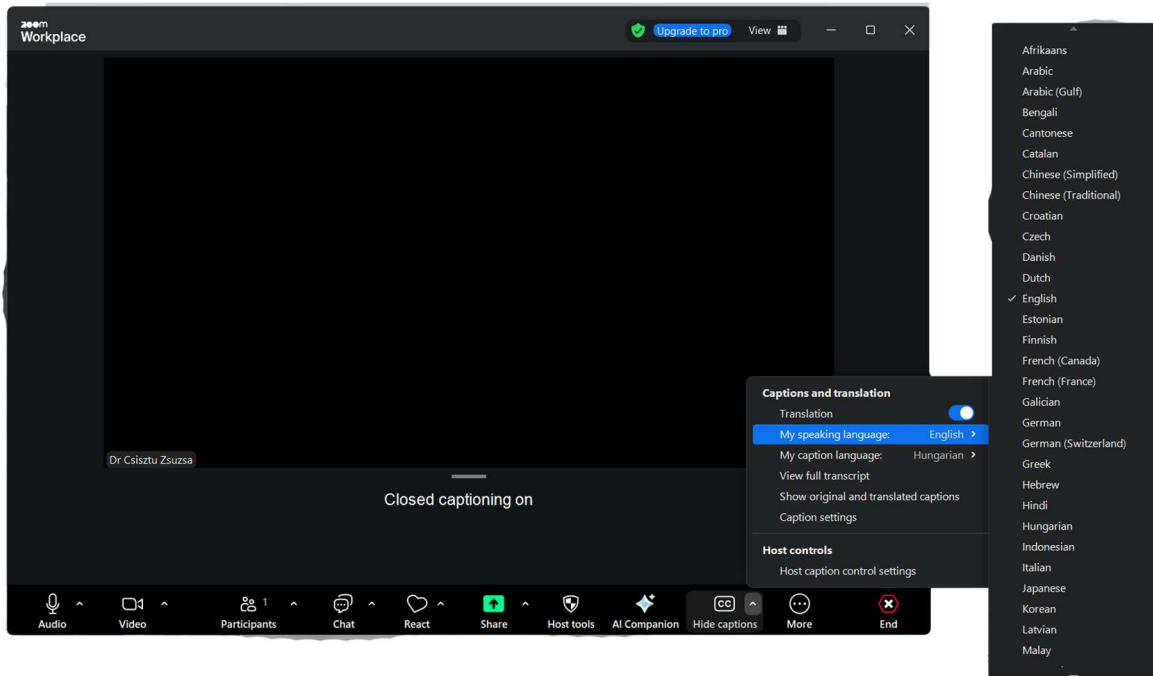 zoom
Workplace
Upgrade to pro
View
Dr Csisztu Zsuzsa
Closed captioning on
Captions and translation
Translation
My speaking language: English
My caption language: Hungarian
View full transcript
Show original and translated captions
Caption settings
Host controls
Host caption control settings
Audio
Video
1
Participants
Chat
React
Share
Host tools
AI Companion
CC
Hide captions
More
End
Afrikaans
Arabic
Arabic (Gulf)
Bengali
Cantonese
Catalan
Chinese (Simplified)
Chinese (Traditional)
Croatian
Czech
Danish
Dutch
English
Estonian
Finnish
French (Canada)
French (France)
Galician
German
German (Switzerland)
Greek
Hebrew
Hindi
Hungarian
Indonesian
Italian
Japanese
Korean
Latvian
Malay